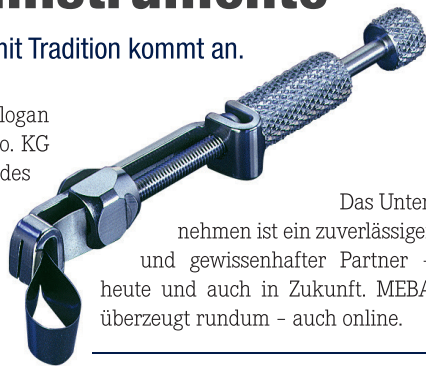 mit Tradition kommt an.
logan
o. KG
des
Das Unter
nehmen ist ein zuverlässiger
und gewissenhafter Partner –
heute und auch in Zukunft. MEBA
überzeugt rundum – auch online.